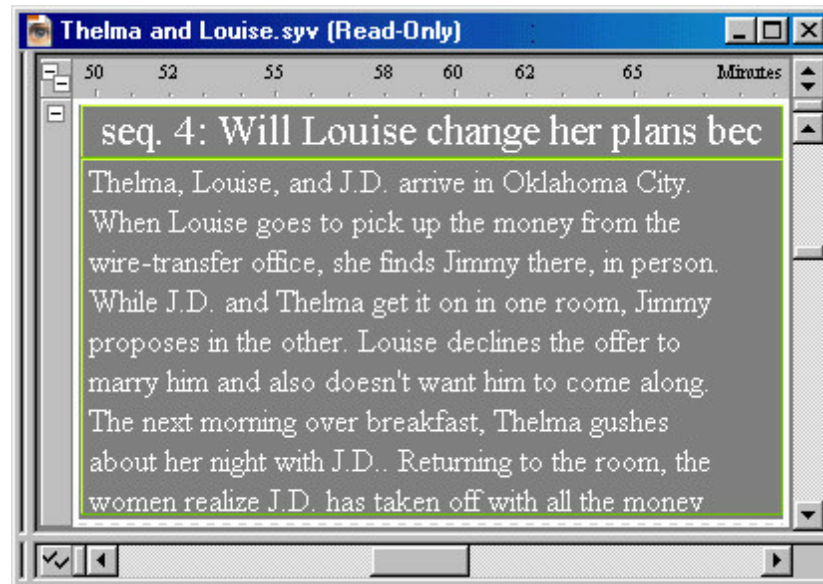 Thelma and Louise.syv (Read-Only)
50 52 55 58 60 62 65 Minutes
seq. 4: Will Louise change her plans bec
Thelma, Louise, and J.D. arrive in Oklahoma City.
When Louise goes to pick up the money from the
wire-transfer office, she finds Jimmy there, in person.
While J.D. and Thelma get it on in one room, Jimmy
proposes in the other. Louise declines the offer to
marry him and also doesn't want him to come along.
The next morning over breakfast, Thelma gushes
about her night with J.D.. Returning to the room, the
women realize J.D. has taken off with all the money